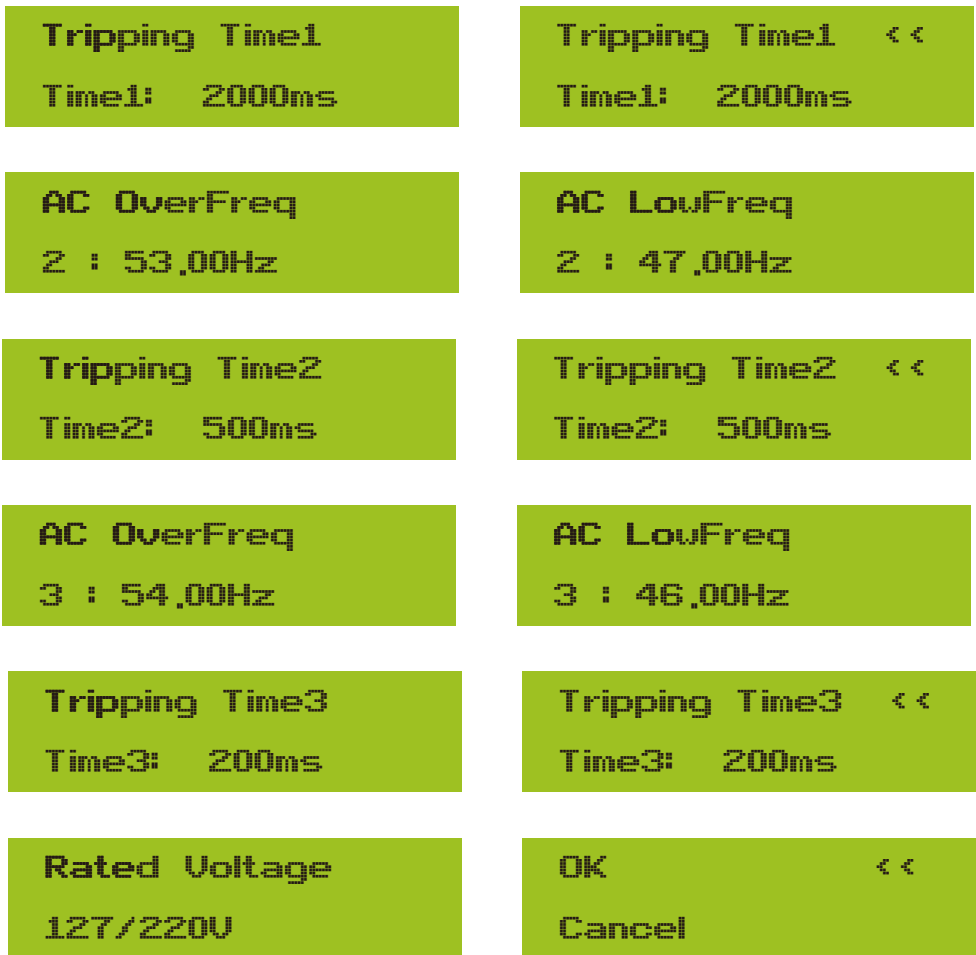 Tripping Time1
Time1: 2000ms
Tripping Time1 <<
Time1: 2000ms
AC OverFreq
2 : 53.00Hz
AC LowFreq
2 : 47.00Hz
Tripping Time2
Time2: 500ms
Tripping Time2 <<
Time2: 500ms
AC OverFreq
3 : 54.00Hz
AC LowFreq
3 : 46.00Hz
Tripping Time3
Time3: 200ms
Tripping Time3 <<
Time3: 200ms
Rated Voltage
127/220V
OK <<
Cancel